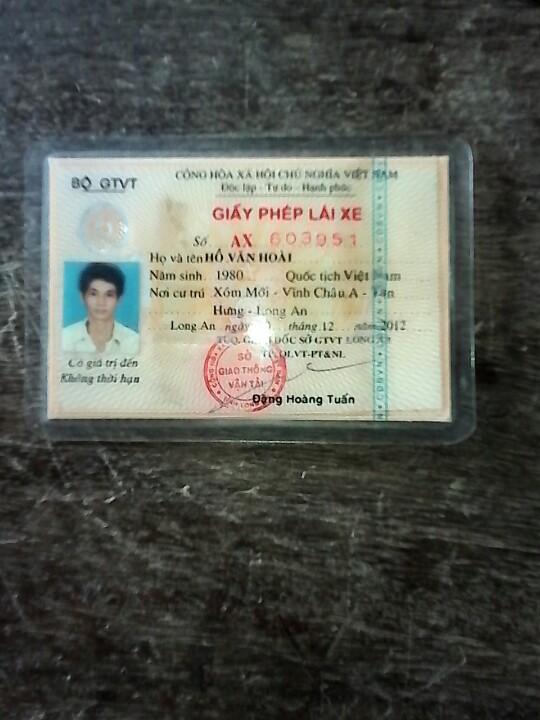 BỘ GTVT
CỘNG HÒA XÃ HỘI CHỦ NGHĨA VIỆT NAM
Độc lập - Tự do - Hạnh phúc
GIẤY PHÉP LÁI XE
Số AX 603951
Họ và tên HỒ VĂN HOÀI
Năm sinh. 1980 Quốc tịch Việt Nam
Nơi cư trú Xóm Mới - Vĩnh Châu A - Tân
Hưng - Long An
Long An ngày tháng.12 năm 2012
TUQ. GIÁM ĐỐC SỞ GTVT LONG AN
TP. QLVT-PT&NL
SỞ
GIAO THÔNG
VẬN TẢI
Có giá trị đến
Không thời hạn
Đặng Hoàng Tuấn